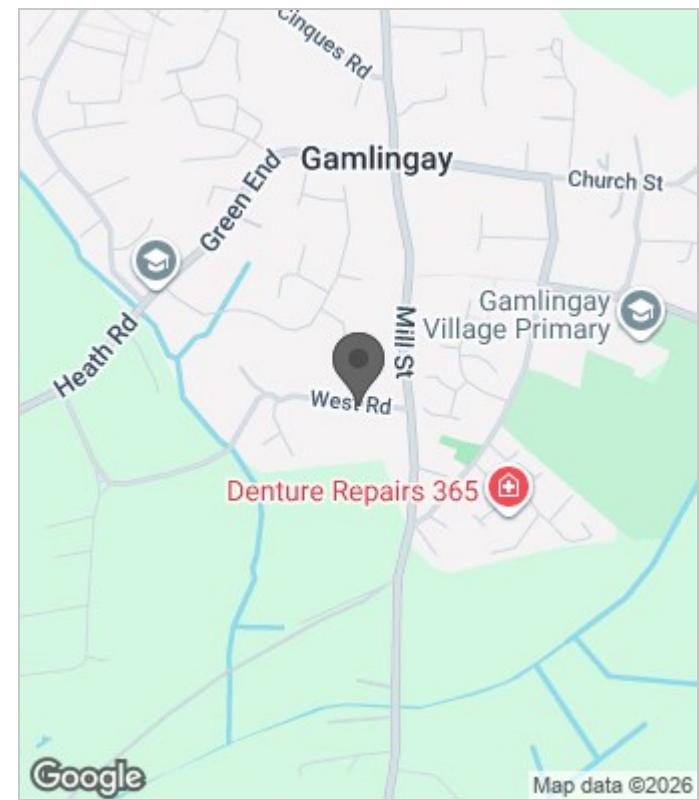 Cinques Rd
Gamlingay
Church St
Green End
Gamlingay
Village Primary
Mill St
Heath Rd
West Rd
Denture Repairs 365
Google
Map data ©2026